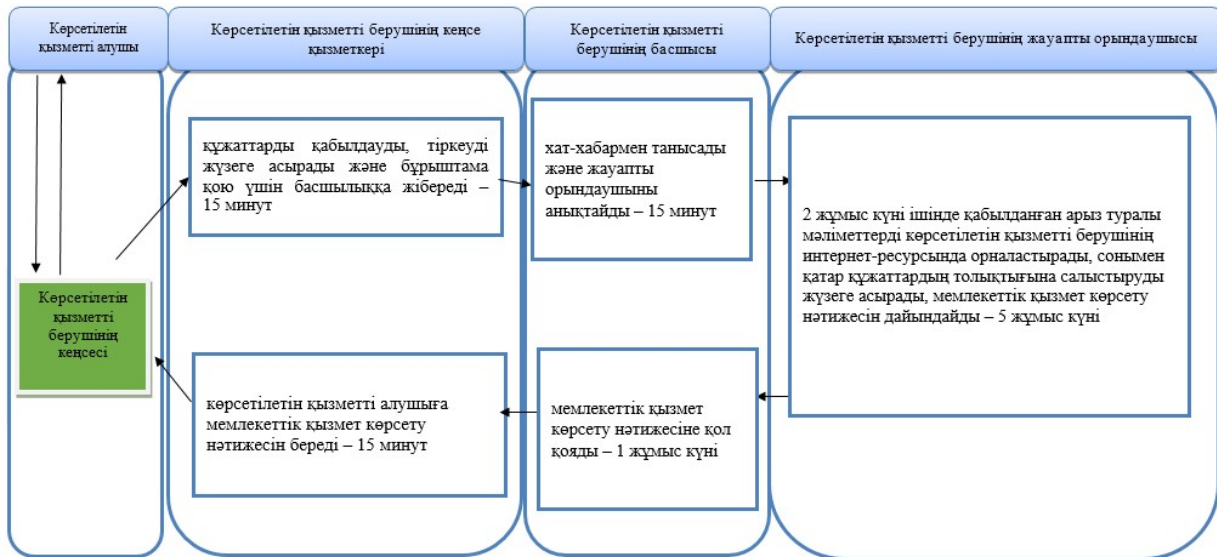 Көрсетілетін
қызметті алушы
Көрсетілетін қызметті берушінің кеңсе
қызметкері
Көрсетілетін қызметті
берушінің басшысы
Көрсетілетін қызметті берушінің жауапты орындаушысы
құжаттарды қабылдауды, тіркеуді
жүзеге асырады және бұрыштама
қою үшін басшылыққа жібереді –
15 минут
хат-хабармен танысады
және жауапты
орындаушыны
анықтайды – 15 минут
2 жұмыс күні ішінде қабылданған арыз туралы
мәліметтерді көрсетілетін қызметті берушінің
интернет-ресурсында орналастырады, сонымен
қатар құжаттардың толықтығына салыстыруды
жүзеге асырады, мемлекеттік қызмет көрсету
нәтижесін дайындайды – 5 жұмыс күні
Көрсетілетін
қызметті
берушінің
кеңсесі
көрсетілетін қызметті алушыға
мемлекеттік қызмет көрсету
нәтижесін береді – 15 минут
мемлекеттік қызмет
көрсету нәтижесіне қол
қояды – 1 жұмыс күні